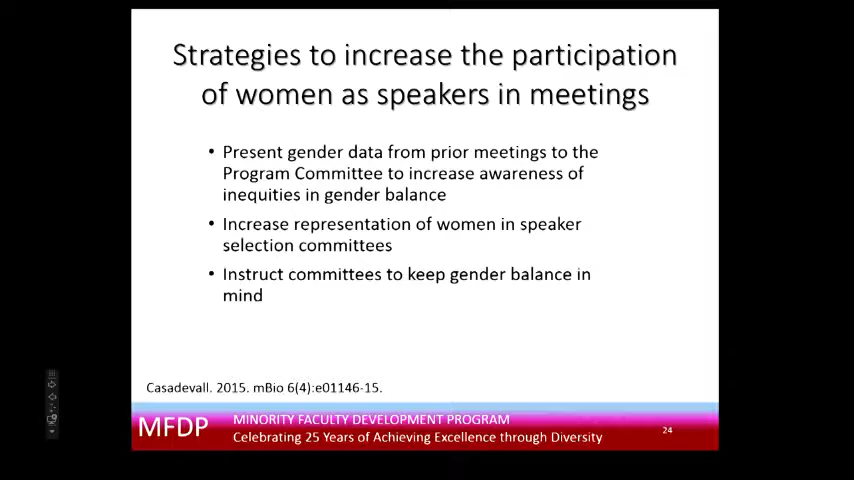 Strategies to increase the participation
of women as speakers in meetings
• Present gender data from prior meetings to the
Program Committee to increase awareness of
inequities in gender balance
• Increase representation of women in speaker
selection committees
• Instruct committees to keep gender balance in
mind
Casadevall. 2015. mBio 6(4):e01146-15.
MFDP
MINORITY FACULTY DEVELOPMENT PROGRAM
Celebrating 25 Years of Achieving Excellence through Diversity
24